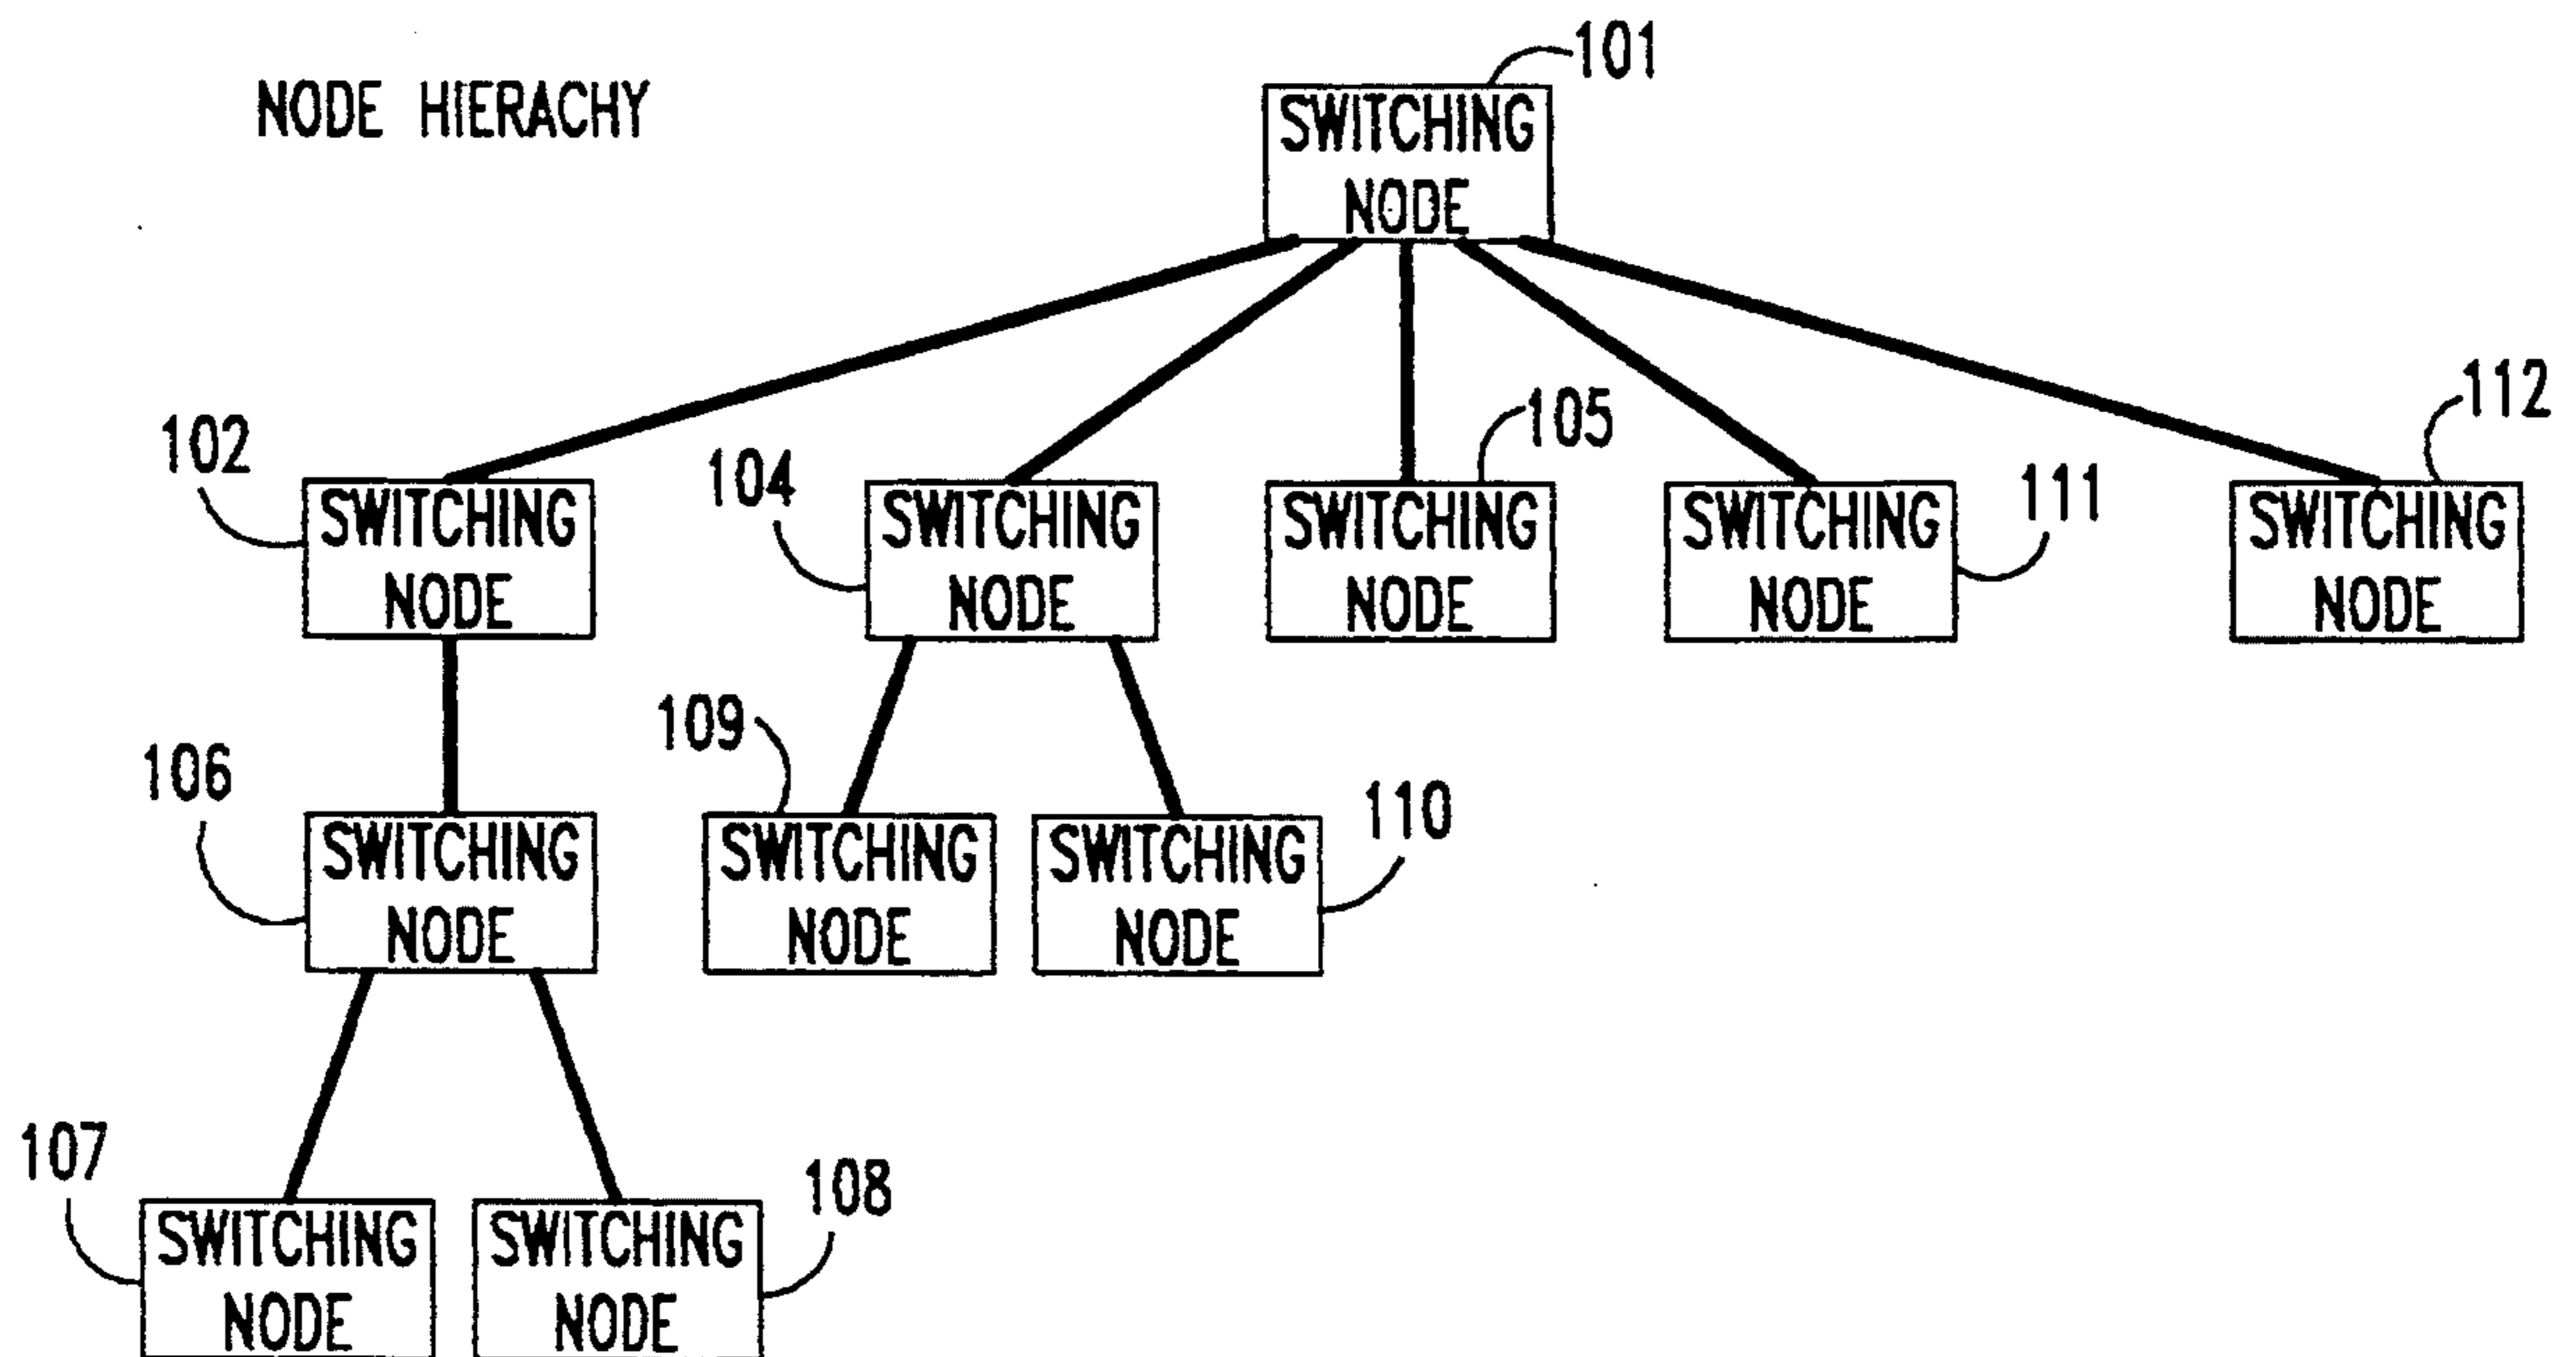 NODE HIERACHY
101
SWITCHING
NODE
102
SWITCHING
NODE
104
SWITCHING
NODE
105
SWITCHING
NODE
111
SWITCHING
NODE
112
SWITCHING
NODE
106
SWITCHING
NODE
109
SWITCHING
NODE
110
SWITCHING
NODE
107
SWITCHING
NODE
108
SWITCHING
NODE